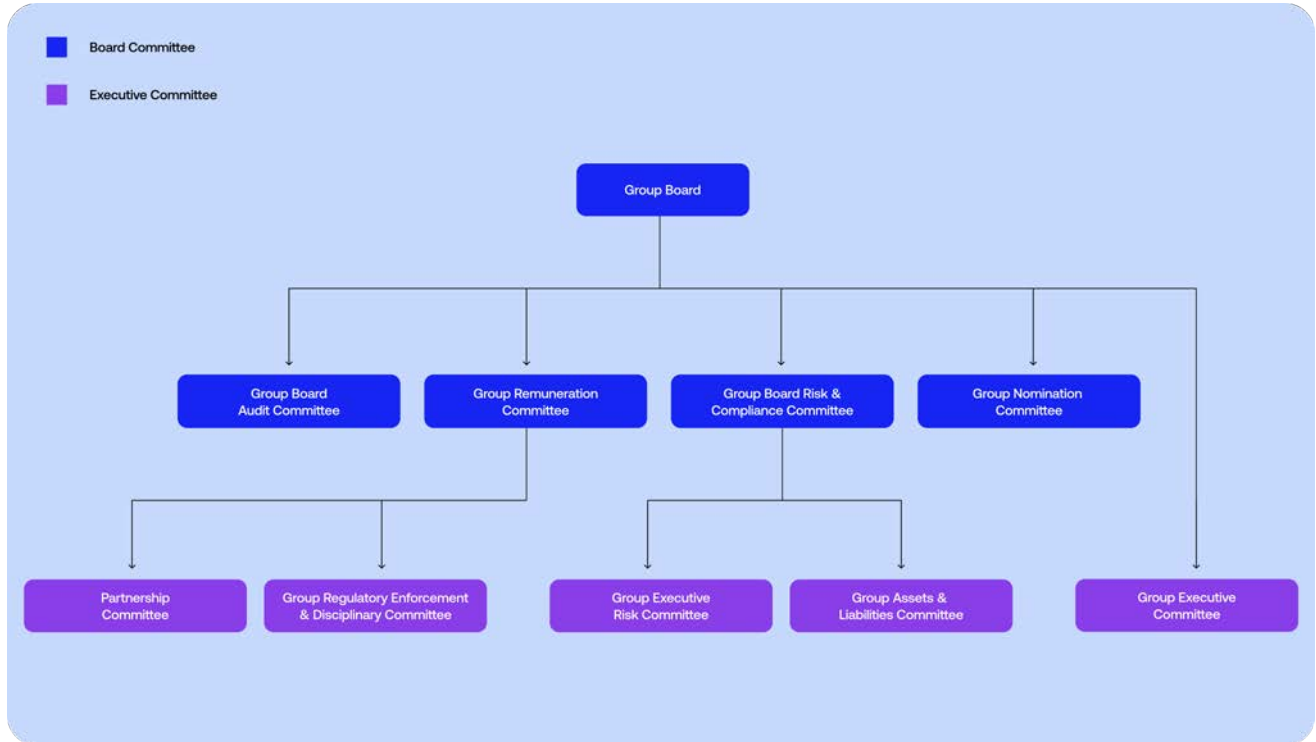 Board Committee
Executive Committee
Group Board
Group Board
Audit Committee
Group Remuneration
Committee
Group Board Risk &
Compliance Committee
Group Nomination
Committee
Partnership
Committee
Group Regulatory Enforcement
& Disciplinary Committee
Group Executive
Risk Committee
Group Assets &
Liabilities Committee
Group Executive
Committee